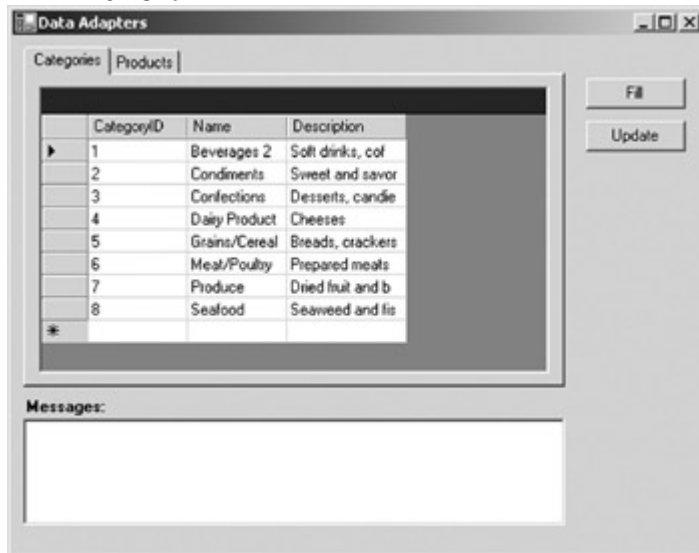 Data Adapters
Categories Products
Fill
Update
CategoryID Name Description
1 Beverages 2 Soft drinks, cof
2 Condiments Sweet and savor
3 Confections Desserts, candie
4 Dairy Product Cheeses
5 Grains/Cereal Breads, crackers
6 Meat/Poultry Prepared meats
7 Produce Dried fruit and b
8 Seafood Seaweed and fis
Messages: